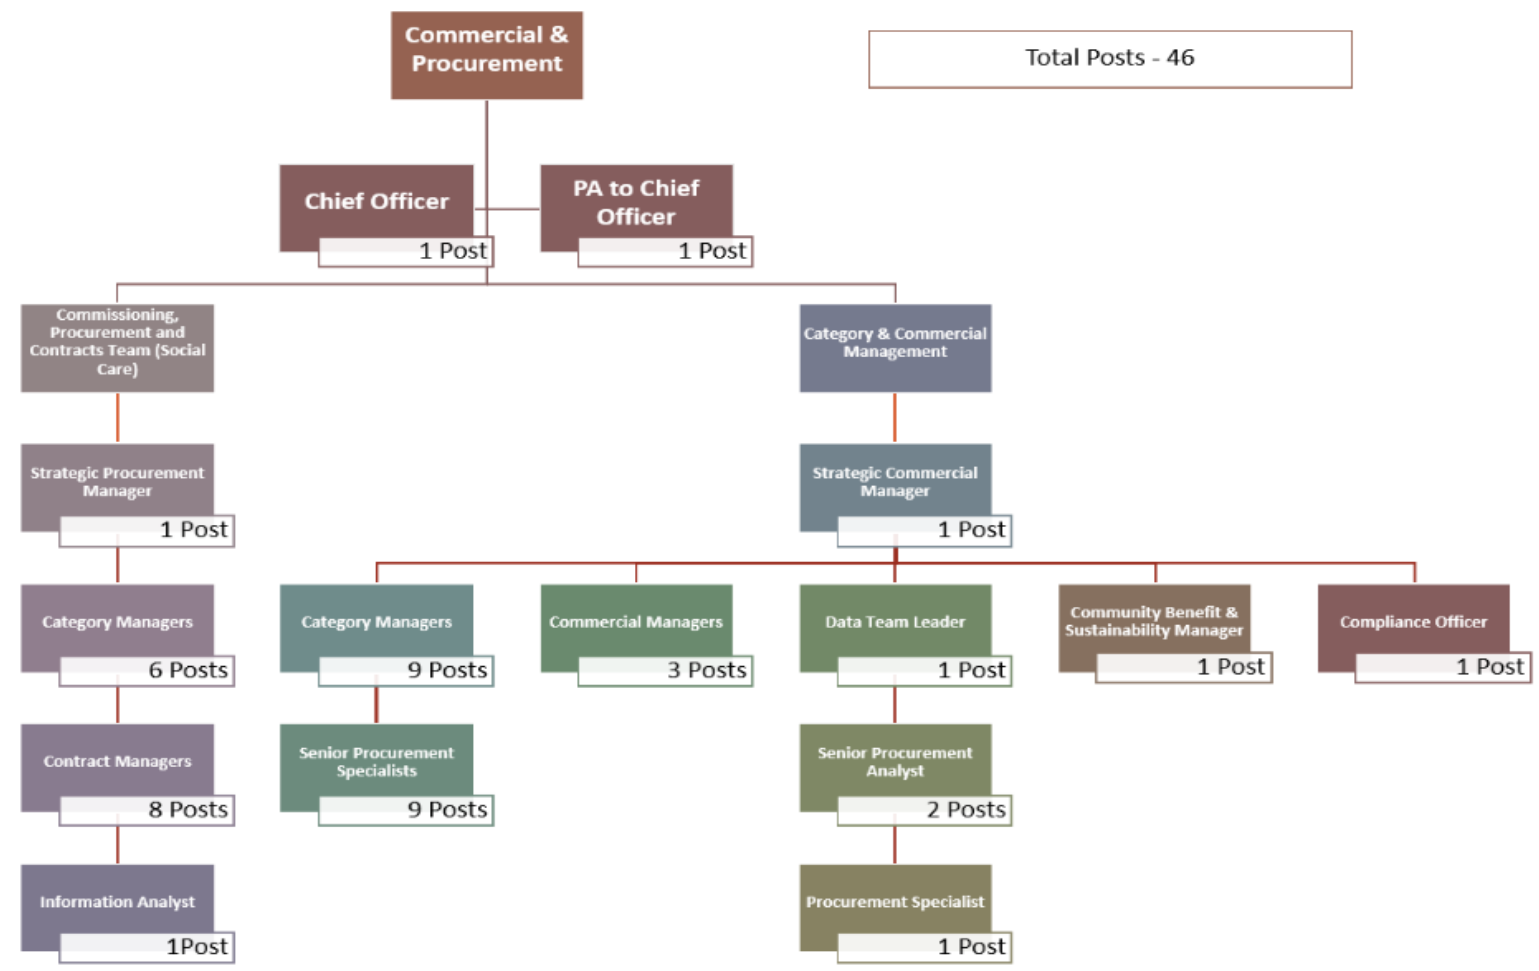 Commercial &
Procurement
Total Posts - 46
Chief Officer
1 Post
PA to Chief
Officer
1 Post
Commissioning,
Procurement and
Contracts Team (Social
Care)
Category & Commercial
Management
Strategic Procurement
Manager
1 Post
Strategic Commercial
Manager
1 Post
Category Managers
6 Posts
Category Managers
9 Posts
Commercial Managers
3 Posts
Data Team Leader
1 Post
Community Benefit &
Sustainability Manager
1 Post
Compliance Officer
1 Post
Contract Managers
8 Posts
Senior Procurement
Specialists
9 Posts
Senior Procurement
Analyst
2 Posts
Information Analyst
1Post
Procurement Specialist
1 Post